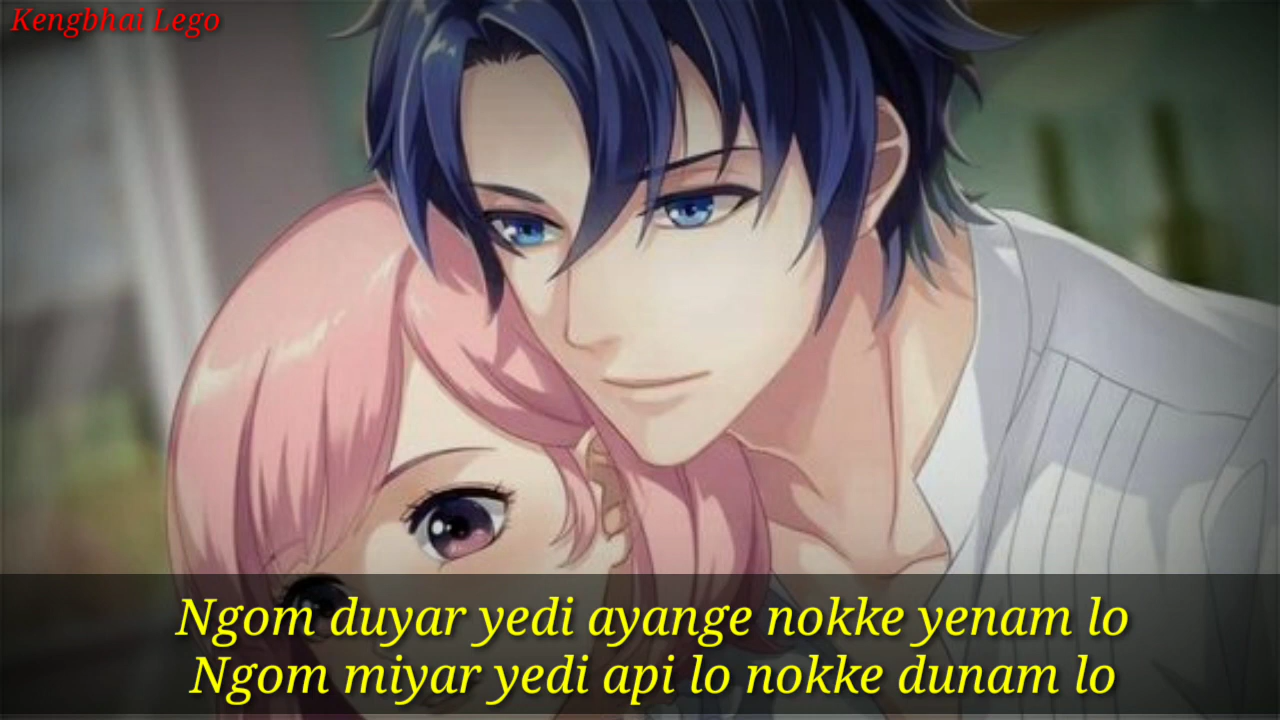 Kengbhai Lego
Ngom duyar yedi ayange nokke yenam lo
Ngom miyar yedi api lo nokke dunam lo